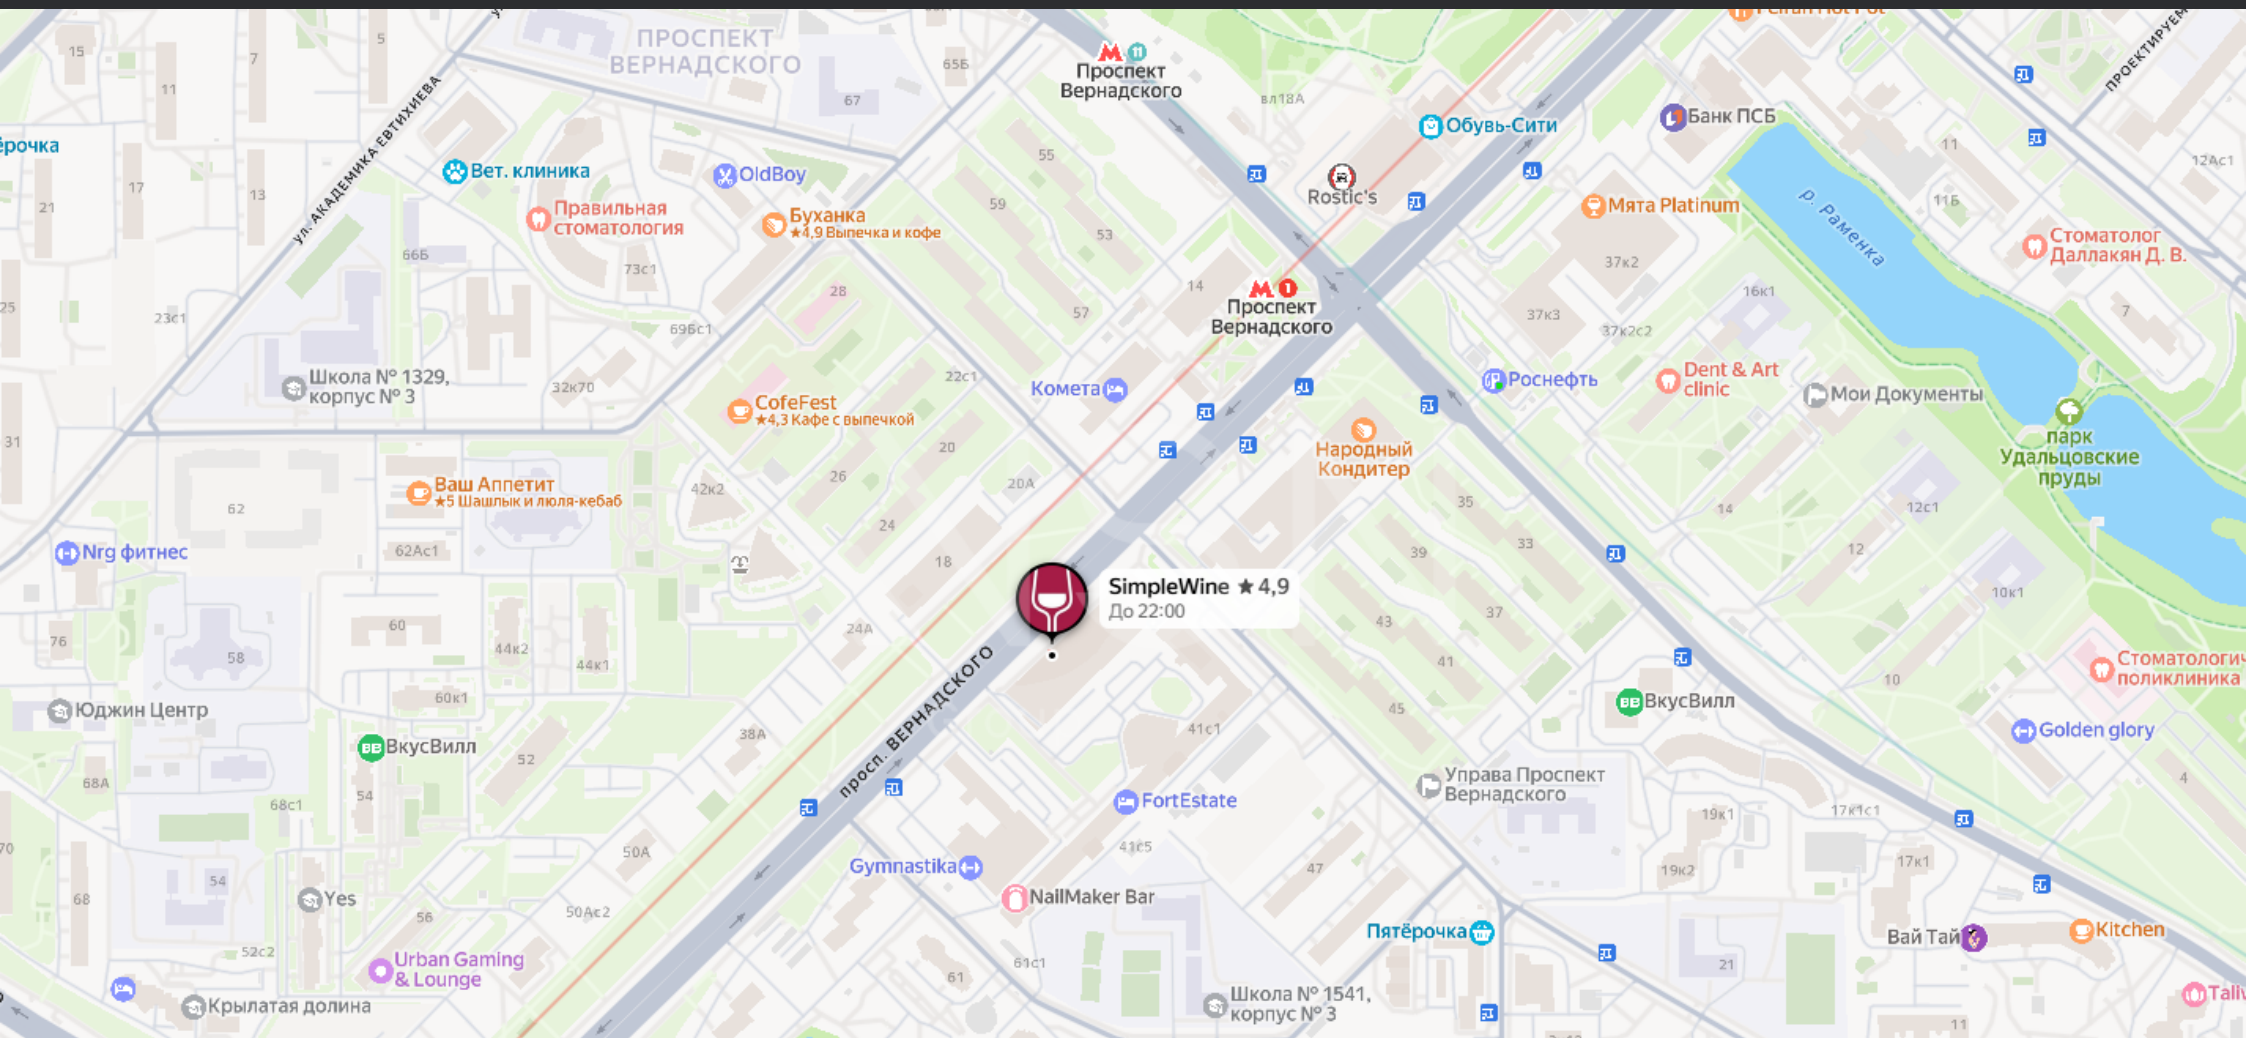 ПРОСПЕКТ
ВЕРНАДСКОГО
65Б
67
15
7
5
11
17
13
21
25
23с1
31
ул. АКАДЕМИКА ЕВТИХИЕВА
11
Проспект
Вернадского
вл18А
Обувь-Сити
Банк ПСБ
11
12Ас1
11Б
р. Раменка
Rostic's
Мята Platinum
Стоматолог
Даллакян Д. В.
7
Вет. клиника
Правильная
стоматология
OldBoy
Буханка
★4,9 Выпечка и кофе
55
59
53
57
14
73с1
66Б
28
69Бс1
1
Проспект
Вернадского
37к2
37к3
37к2с2
16к1
Школа № 1329,
корпус № 3
32к70
22с1
Комета
Роснефть
Dent & Art
clinic
Мои Документы
CofeFest
★4,3 Кафе с выпечкой
20
26
20А
24
18
Народный
Кондитер
парк
Удальцовские
пруды
Ваш Аппетит
★5 Шашлык и люля-кебаб
42к2
62
62Ас1
Nrg фитнес
35
33
39
14
12с1
12
10к1
SimpleWine ★ 4,9
До 22:00
37
43
41
45
24А
76
58
60
44к2
44к1
60к1
Юджин Центр
ВкусВилл
52
38А
просп. ВЕРНАДСКОГО
41с1
ВкусВилл
10
Стоматологич
поликлиника
Golden glory
4
68А
68с1
54
50А
FortEstate
41с5
Управа Проспект
Вернадского
19к1
17к1с1
17к1
19к2
47
Gymnastika
NailMaker Bar
54
68
Yes
56
50Ас2
52с2
Urban Gaming
& Lounge
Крылатая долина
61
61с1
Пятёрочка
Школа № 1541,
корпус № 3
21
Вай Тай
Kitchen
11